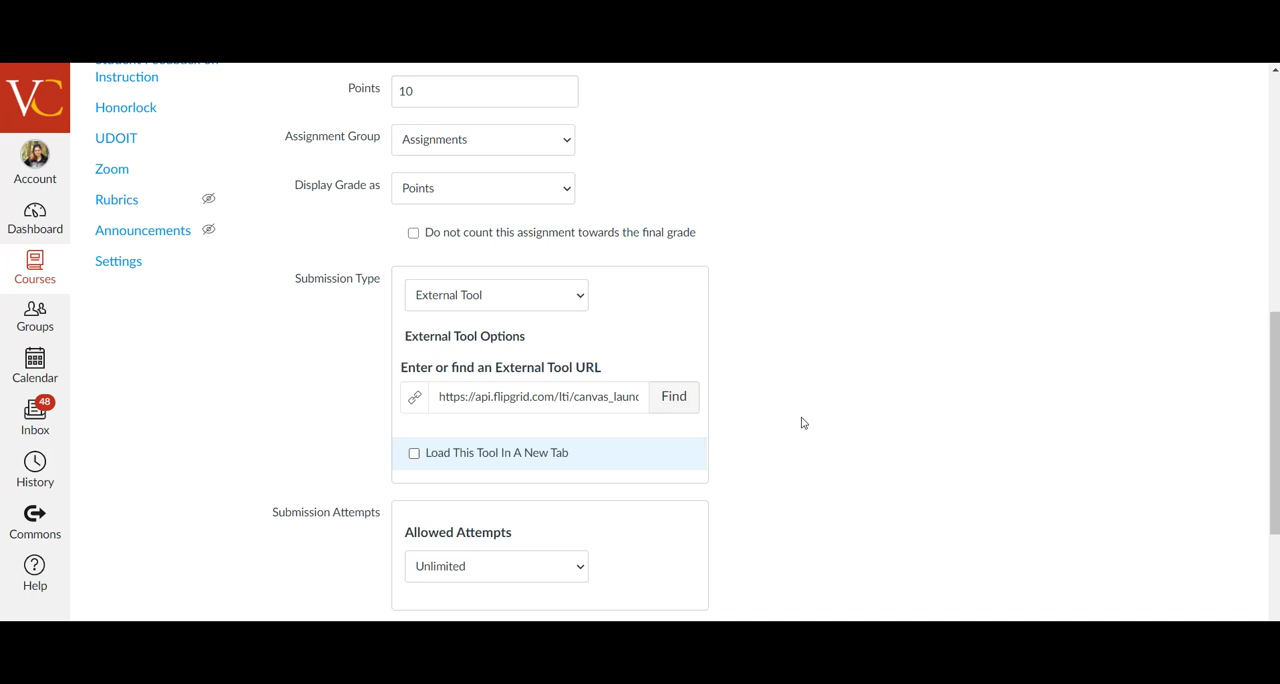 VC
Account
Dashboard
Courses
Groups
Calendar
48
Inbox
History
Commons
Help
Student Feedback on
Instruction
Honorlock
UDOIT
Zoom
Rubrics
Announcements
Settings
Points
10
Assignment Group
Assignments
Display Grade as
Points
Do not count this assignment towards the final grade
Submission Type
External Tool
External Tool Options
Enter or find an External Tool URL
https://api.flipgrid.com/lti/canvas_launc
Find
Load This Tool In A New Tab
Submission Attempts
Allowed Attempts
Unlimited